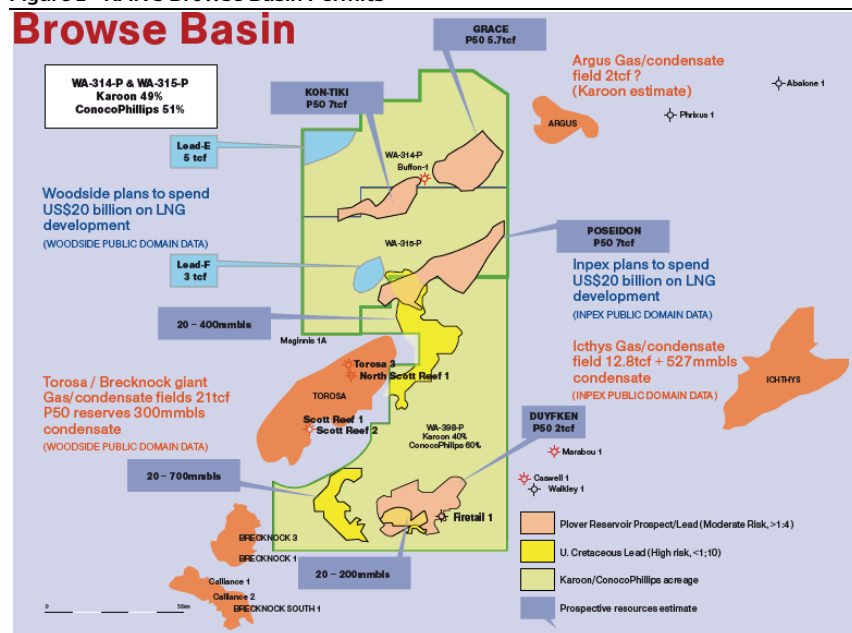 Browse Basin
GRACE
P50 5.7tcf
WA-314-P & WA-315-P
Karoon 49%
ConocoPhillips 51%
KON-TIKI
P50 7tcf
Argus Gas/condensate
field 2tcf ?
(Karoon estimate)
Abalone 1
Phrixus 1
ARGUS
Lead-E
5 tcf
WA-314-P
Buffon-1
Woodside plans to spend
US$20 billion on LNG
development
(WOODSIDE PUBLIC DOMAIN DATA)
WA-315-P
POSEIDON
P50 7tcf
Lead-F
3 tcf
Inpex plans to spend
US$20 billion on LNG
development
(INPEX PUBLIC DOMAIN DATA)
20 – 400mmbls
Maginnis 1A
Icthys Gas/condensate
field 12.8tcf + 527mmbls
condensate
(INPEX PUBLIC DOMAIN DATA)
ICHTHYS
Torosa 3
North Scott Reef 1
TOROSA
Torosa / Brecknock giant
Gas/condensate fields 21tcf
P50 reserves 300mmbls
condensate
(WOODSIDE PUBLIC DOMAIN DATA)
Scott Reef 1
Scott Reef 2
WA-398-P
Karoon 40%
ConocoPhillips 60%
DUYFKEN
P50 2tcf
Marabou 1
20 – 700mmbls
Caswell 1
Walkley 1
Firetail 1
Plover Reservoir Prospect/Lead (Moderate Risk, >1:4)
BRECKNOCK 3
U. Cretaceous Lead (High risk, <1;10)
BRECKNOCK 1
20 – 200mmbls
Karoon/ConocoPhillips acreage
Calliance 1
Calliance 2
BRECKNOCK SOUTH 1
Prospective resources estimate
0